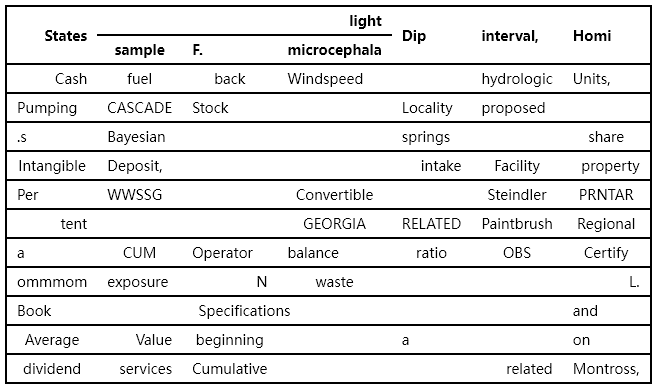 light
States Dip interval, Homi
sample F. microcephala
Cash fuel back Windspeed hydrologic Units,
Pumping CASCADE Stock Locality proposed
.s Bayesian springs share
Intangible Deposit, intake Facility property
Per WWSSG Convertible Steindler PRNTAR
tent GEORGIA RELATED Paintbrush Regional
a CUM Operator balance ratio OBS Certify
ommmom exposure N waste L.
Book Specifications and
Average Value beginning a on
dividend services Cumulative related Montross,